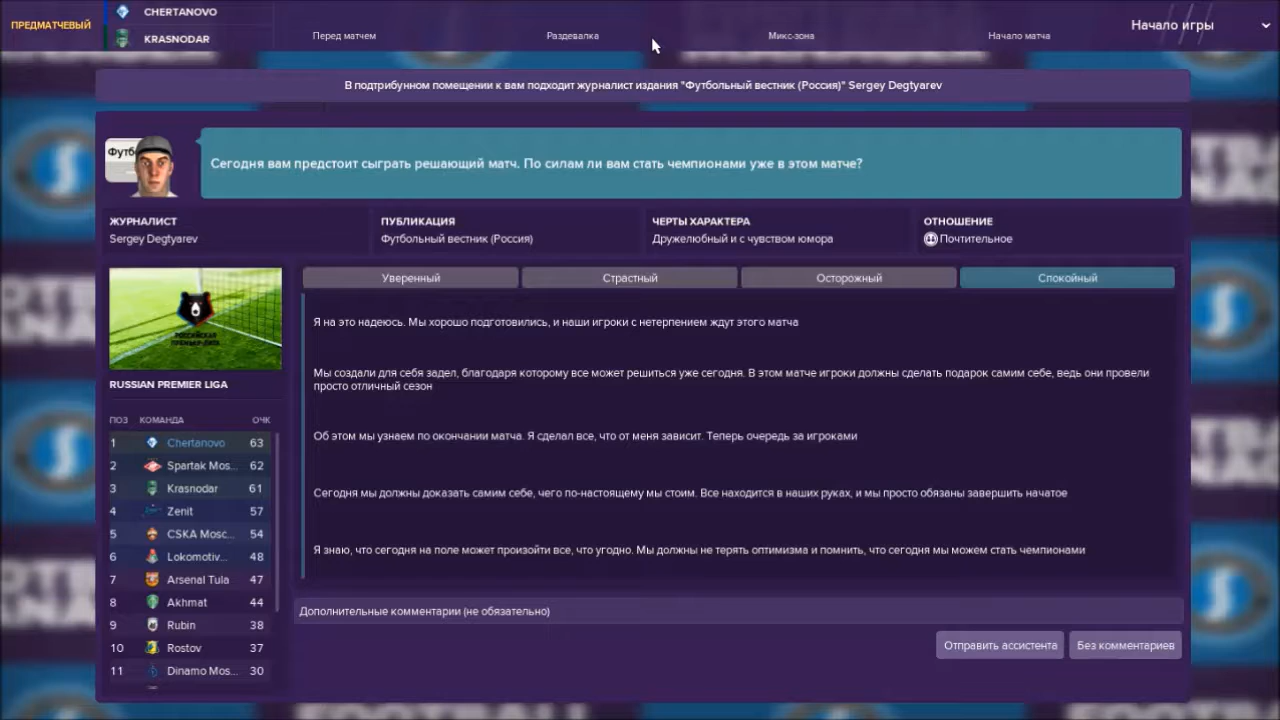 ПРЕДМАТЧЕВЫЙ
CHERTANOVO
KRASNODAR
Перед матчем
Раздевалка
Микс-зона
Начало матча
Начало игры
В подтрибунном помещении к вам подходит журналист издания "Футбольный вестник (Россия)" Sergey Degtyarev
Футб
Сегодня вам предстоит сыграть решающий матч. По силам ли вам стать чемпионами уже в этом матче?
ЖУРНАЛИСТ
Sergey Degtyarev
ПУБЛИКАЦИЯ
Футбольный вестник (Россия)
ЧЕРТЫ ХАРАКТЕРА
Дружелюбный и с чувством юмора
ОТНОШЕНИЕ
Почтительное
РОССИЙСКАЯ
ПРЕМЬЕР-ЛИГА
RUSSIAN PREMIER LIGA
ПОЗ КОМАНДА ОЧК
1 Chertanovo 63
2 Spartak Mos... 62
3 Krasnodar 61
4 Zenit 57
5 CSKA Mosc... 54
6 Lokomotiv... 48
7 Arsenal Tula 47
8 Akhmat 44
9 Rubin 38
10 Rostov 37
11 Dinamo Mos... 30
Уверенный
Страстный
Осторожный
Спокойный
Я на это надеюсь. Мы хорошо подготовились, и наши игроки с нетерпением ждут этого матча
Мы создали для себя задел, благодаря которому все может решиться уже сегодня. В этом матче игроки должны сделать подарок самим себе, ведь они провели
просто отличный сезон
Об этом мы узнаем по окончании матча. Я сделал все, что от меня зависит. Теперь очередь за игроками
Сегодня мы должны доказать самим себе, чего по-настоящему мы стоим. Все находится в наших руках, и мы просто обязаны завершить начатое
Я знаю, что сегодня на поле может произойти все, что угодно. Мы должны не терять оптимизма и помнить, что сегодня мы можем стать чемпионами
Дополнительные комментарии (не обязательно)
Отправить ассистента
Без комментариев